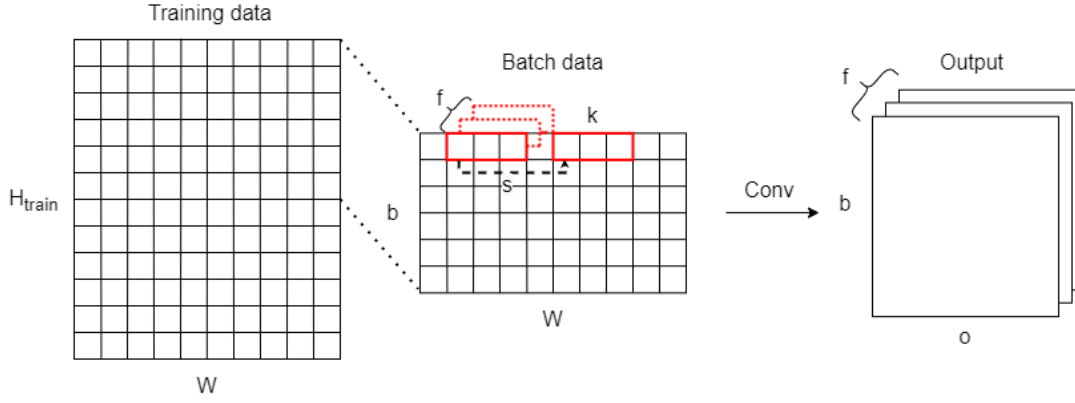 Training data
H_train
W
Batch data
f
k
s
b
W
Conv
Output
f
b
o